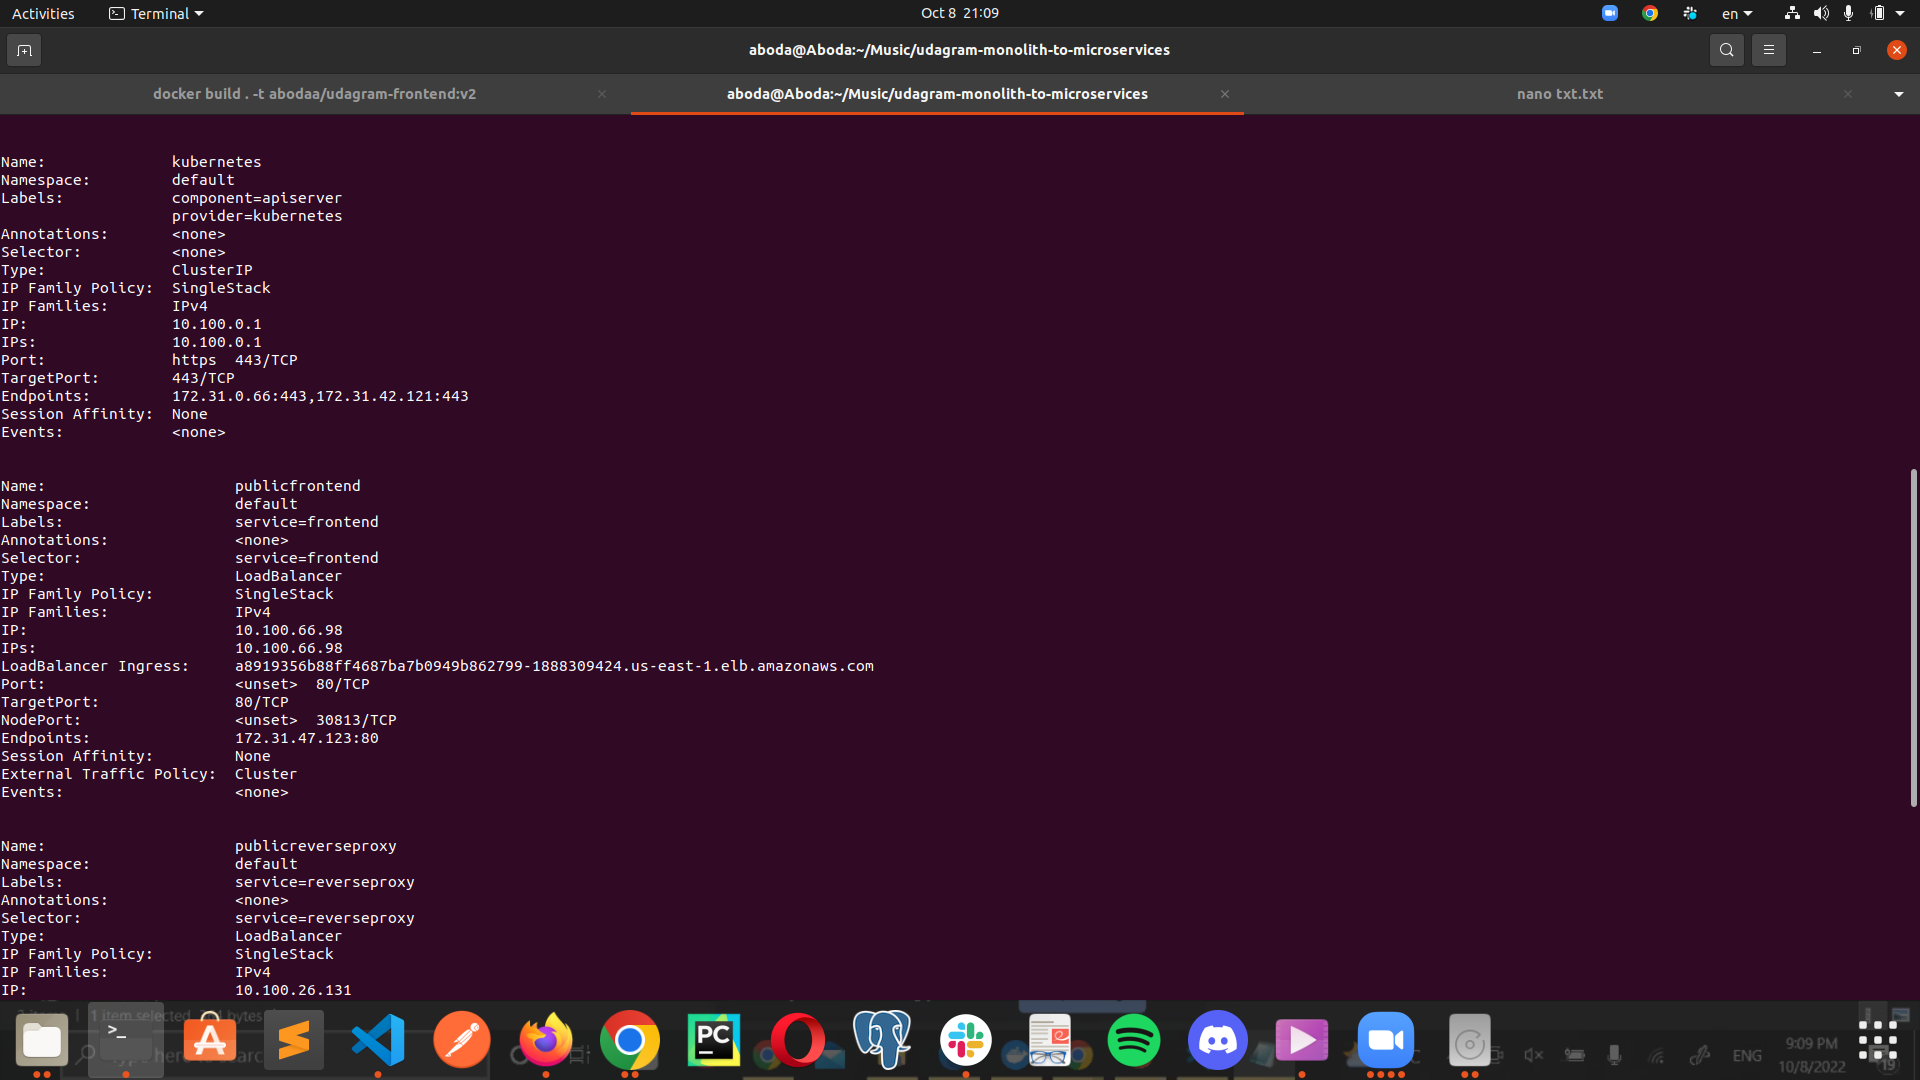 Activities Terminal Oct 8 21:09 en
aboda@Aboda:~/Music/udagram-monolith-to-microservices
docker build . -t abodaa/udagram-frontend:v2 aboda@Aboda:~/Music/udagram-monolith-to-microservices nano txt.txt
Name: kubernetes
Namespace: default
Labels: component=apiserver
provider=kubernetes
Annotations: <none>
Selector: <none>
Type: ClusterIP
IP Family Policy: SingleStack
IP Families: IPv4
IP: 10.100.0.1
IPs: 10.100.0.1
Port: https 443/TCP
TargetPort: 443/TCP
Endpoints: 172.31.0.66:443,172.31.42.121:443
Session Affinity: None
Events: <none>
Name: publicfrontend
Namespace: default
Labels: service=frontend
Annotations: <none>
Selector: service=frontend
Type: LoadBalancer
IP Family Policy: SingleStack
IP Families: IPv4
IP: 10.100.66.98
IPs: 10.100.66.98
LoadBalancer Ingress: a8919356b88ff4687ba7b0949b862799-1888309424.us-east-1.elb.amazonaws.com
Port: <unset> 80/TCP
TargetPort: 80/TCP
NodePort: <unset> 30813/TCP
Endpoints: 172.31.47.123:80
Session Affinity: None
External Traffic Policy: Cluster
Events: <none>
Name: publicreverseproxy
Namespace: default
Labels: service=reverseproxy
Annotations: <none>
Selector: service=reverseproxy
Type: LoadBalancer
IP Family Policy: SingleStack
IP Families: IPv4
IP: 10.100.26.131
1 item selected
PC
ENG
9:09 PM
10/8/2022
19